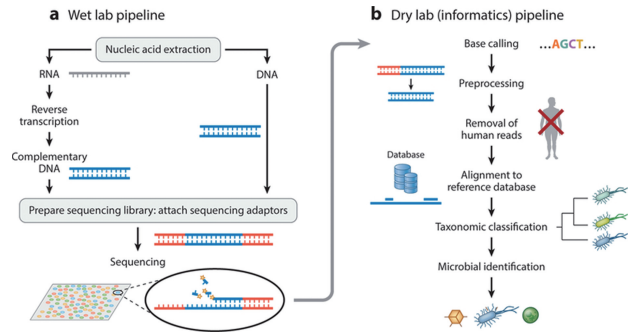 a Wet lab pipeline
Nucleic acid extraction
RNA
DNA
Reverse
transcription
Complementary
DNA
Prepare sequencing library: attach sequencing adaptors
Sequencing
b Dry lab (informatics) pipeline
Base calling
...AGCT...
Preprocessing
Removal of
human reads
Database
Alignment to
reference database
Taxonomic classification
Microbial identification